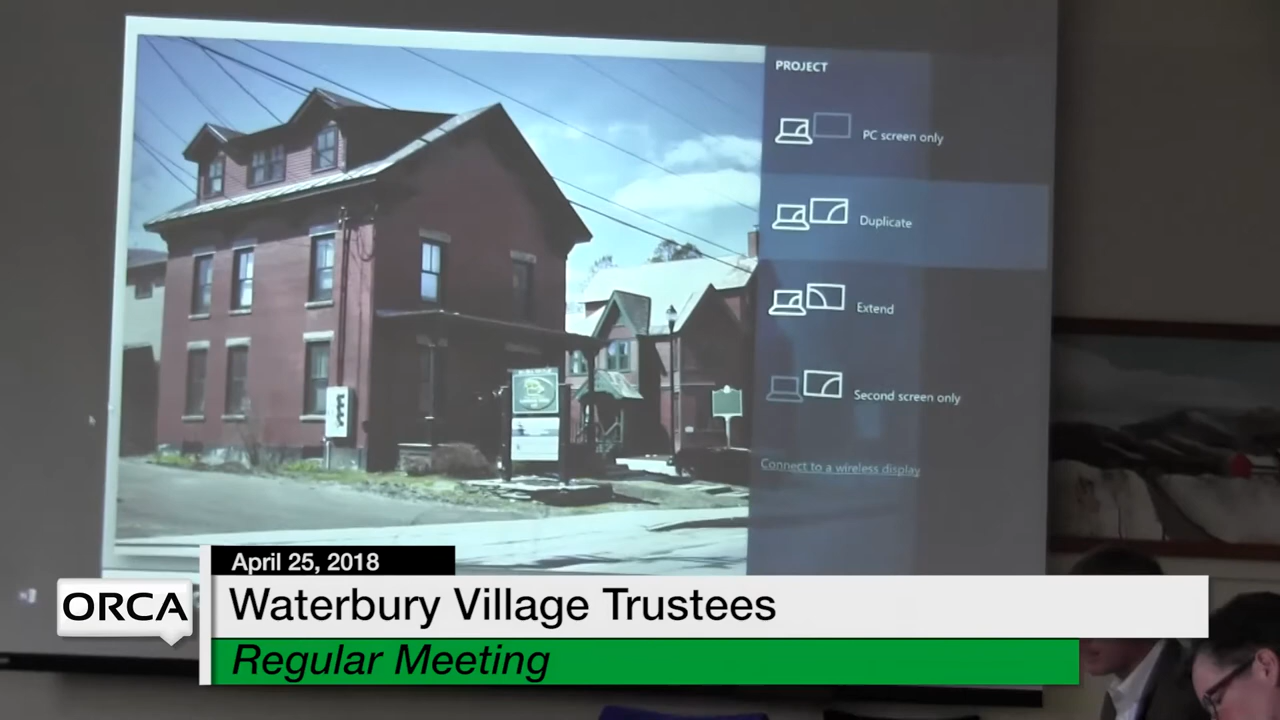 PROJECT
PC screen only
Duplicate
Extend
Second screen only
Connect to a wireless display
April 25, 2018
ORCA
Waterbury Village Trustees
Regular Meeting